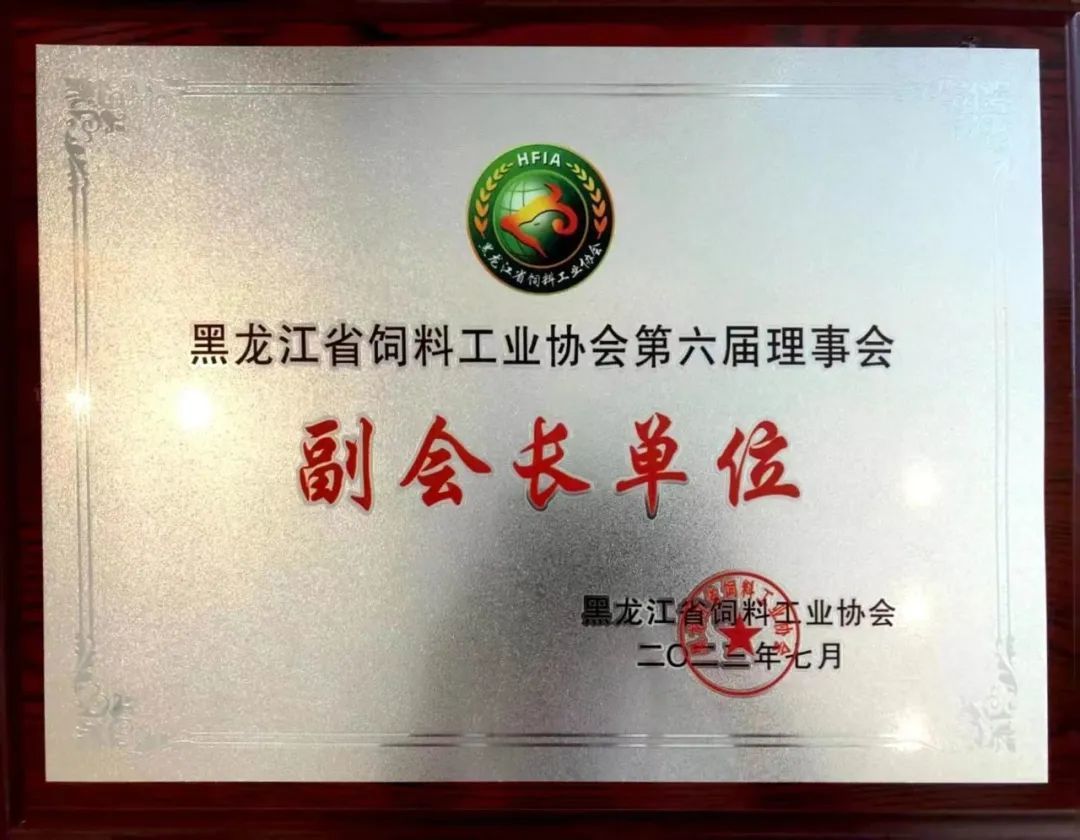 HFIA
黑龙江省饲料工业协会
黑龙江省饲料工业协会第六届理事会
副会长单位
黑龙江省饲料工业协会
二〇二三年七月